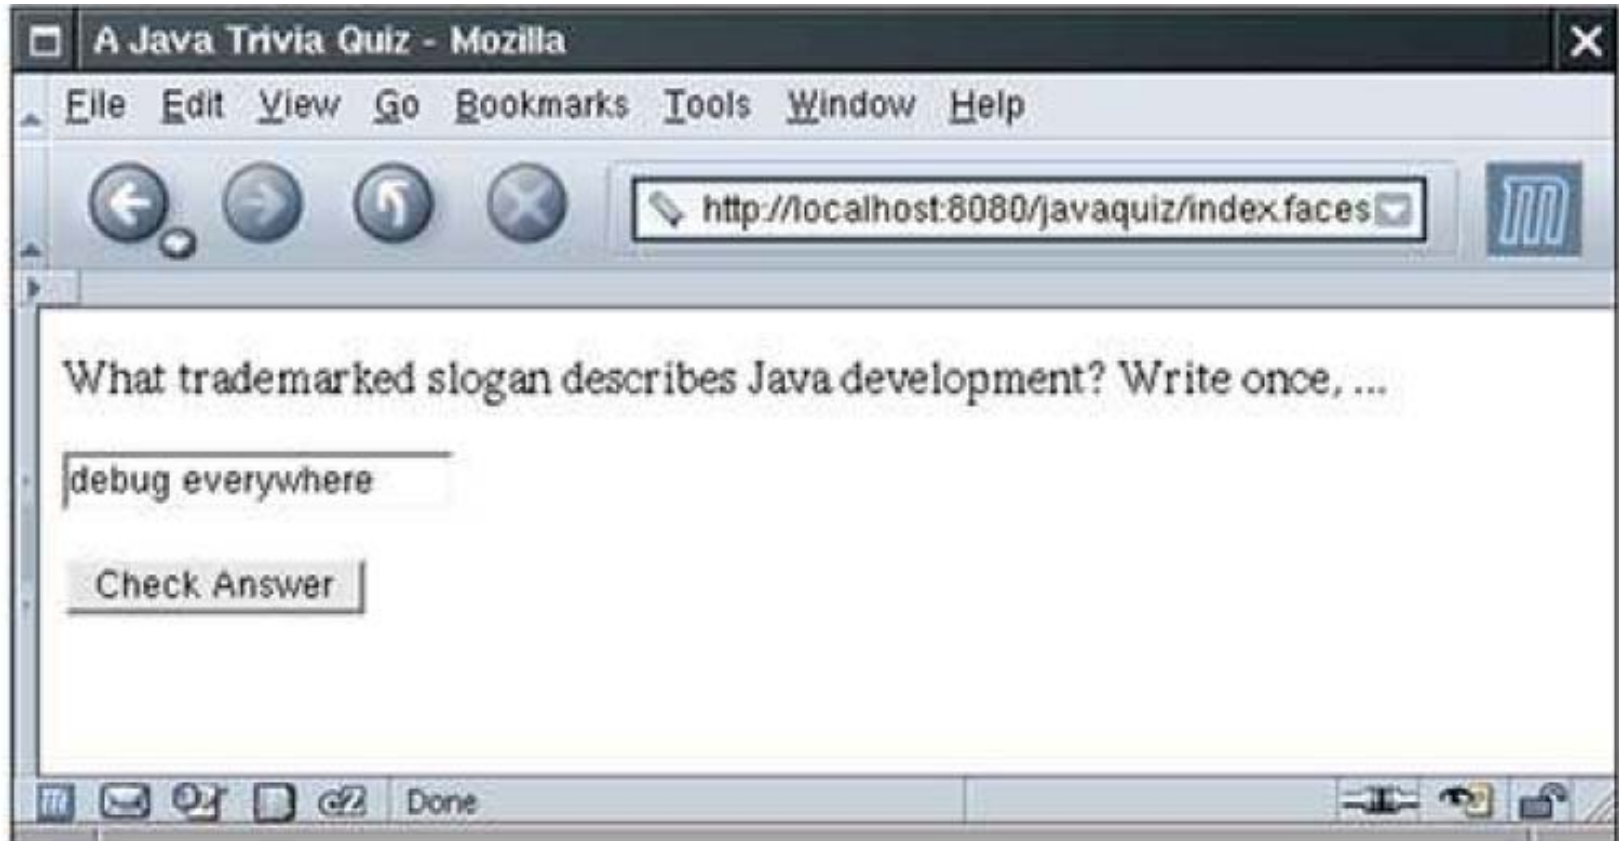 A Java Trivia Quiz - Mozilla
File Edit View Go Bookmarks Tools Window Help
http://localhost:8080/javaquiz/index.faces
What trademarked slogan describes Java development? Write once, ...
debug everywhere
Check Answer
Done